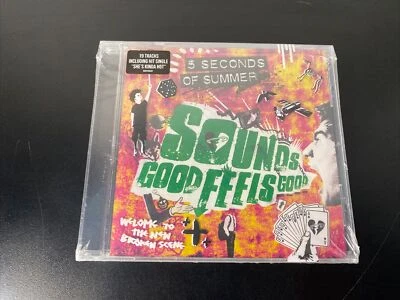 19 TRACKS
INCLUDING HIT SINGLE
"SHE'S KINDA HOT"
5 SECONDS
OF SUMMER
SOUNDS
GOOD FEELS GOOD
WELCOME TO
THE NEW
BROKEN SCENE